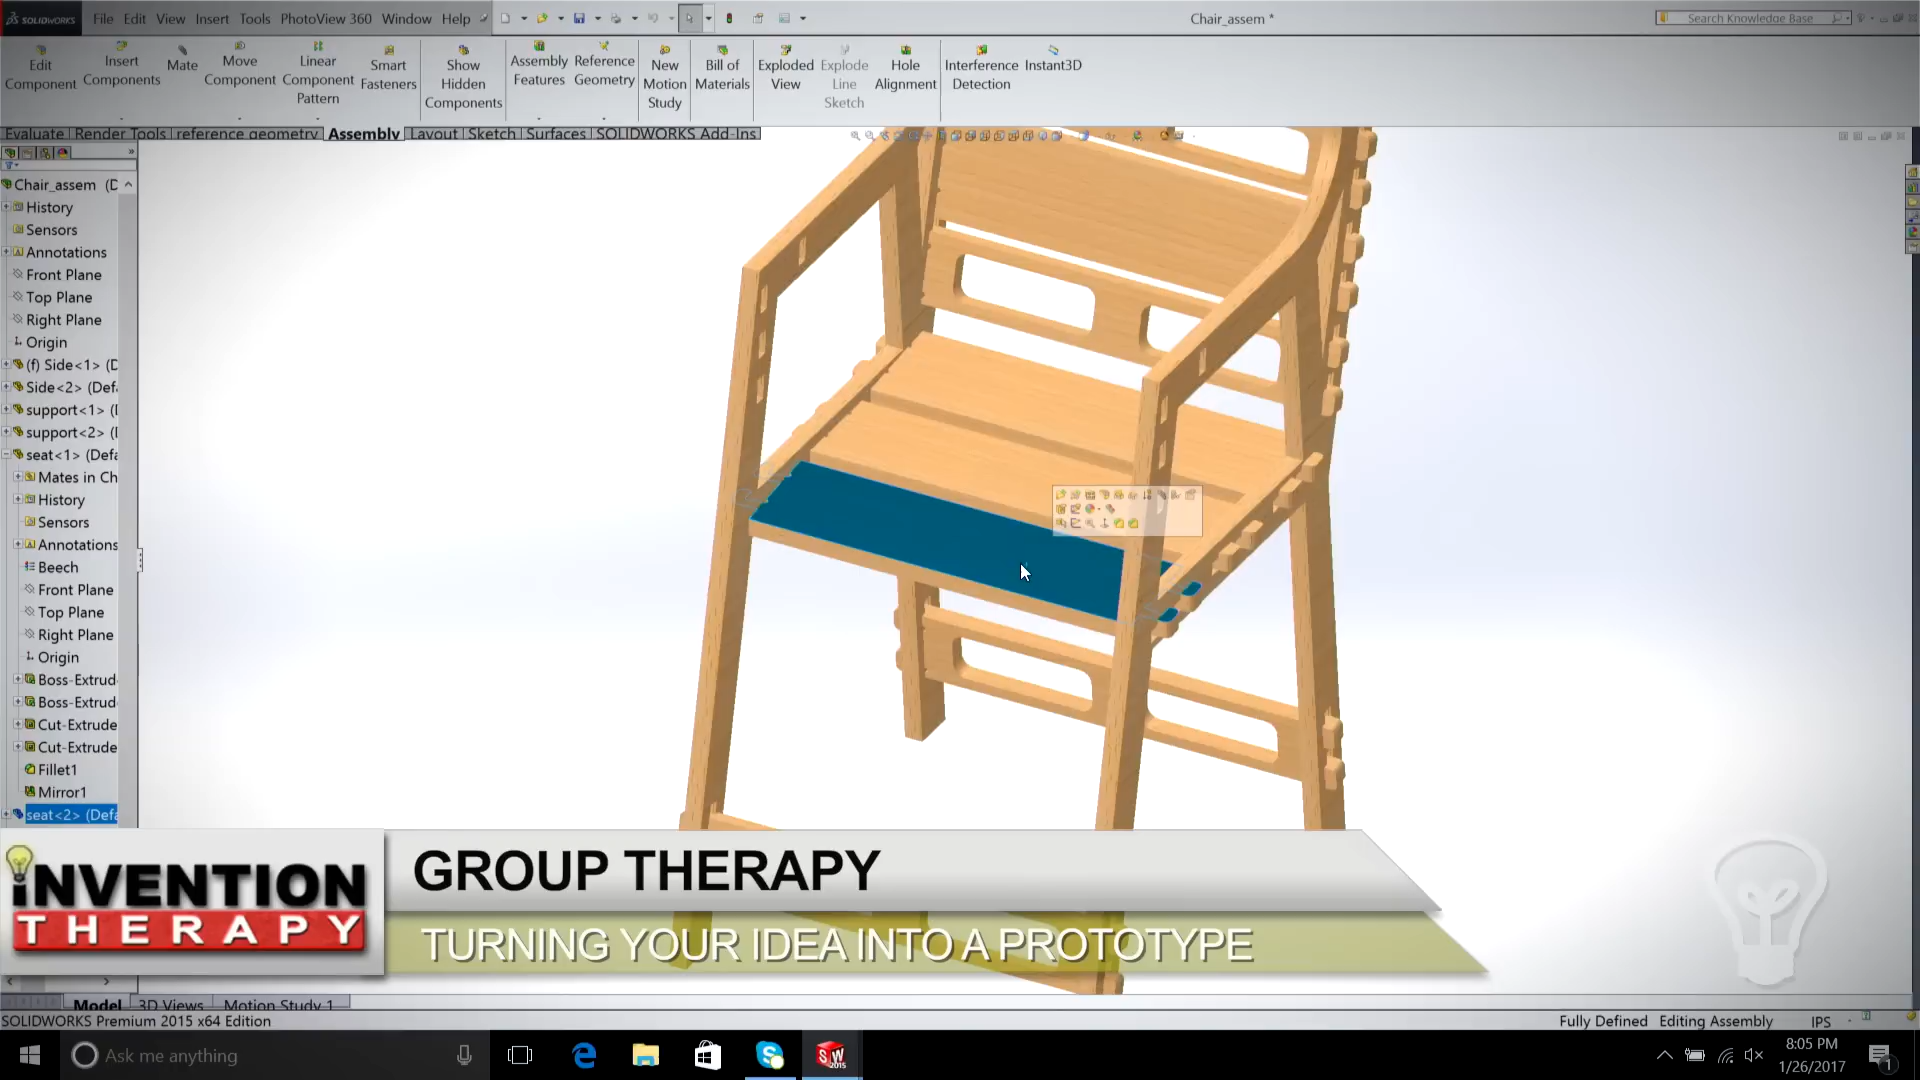 SOLIDWORKS File Edit View Insert Tools PhotoView 360 Window Help Chair_assem * Search Knowledge Base
Edit Component
Insert Components
Mate
Move Component
Linear Component Pattern
Smart Fasteners
Show Hidden Components
Assembly Features
Reference Geometry
New Motion Study
Bill of Materials
Exploded View
Explode Line Sketch
Hole Alignment
Interference Detection
Instant3D
Evaluate Render Tools reference geometry Assembly Layout Sketch Surfaces SOLIDWORKS Add-Ins
Chair_assem (D
History
Sensors
Annotations
Front Plane
Top Plane
Right Plane
Origin
(f) Side<1> (D
Side<2> (Defa
support<1> (
support<2> (
seat<1> (Defa
Mates in Ch
History
Sensors
Annotations
Beech
Front Plane
Top Plane
Right Plane
Origin
Boss-Extrud
Boss-Extrud
Cut-Extrude
Cut-Extrude
Fillet1
Mirror1
seat<2> (Defa
INVENTION
THERAPY
GROUP THERAPY
TURNING YOUR IDEA INTO A PROTOTYPE
Model 3D Views Motion Study 1
SOLIDWORKS Premium 2015 x64 Edition Fully Defined Editing Assembly IPS
Ask me anything
SW
2015
8:05 PM
1/26/2017
1